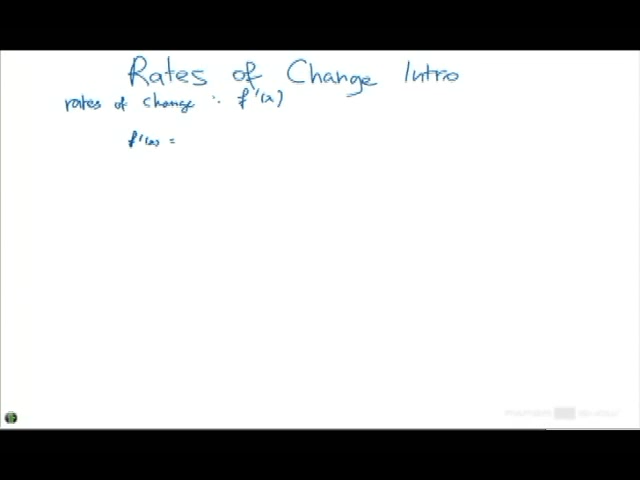 Rates of Change Intro
rates of change : f'(x)
f'(x) =